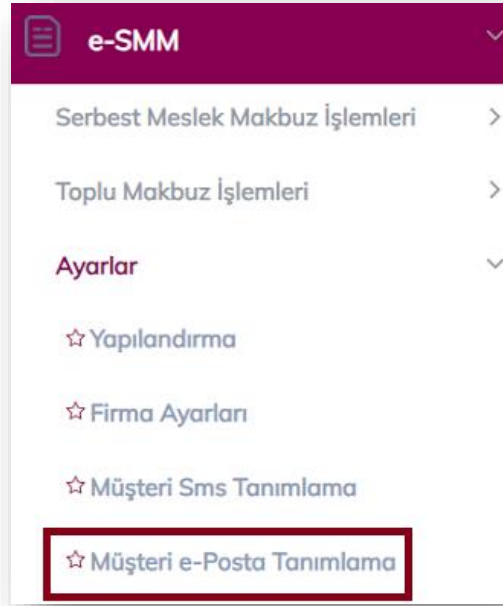 e-SMM
Serbest Meslek Makbuz İşlemleri
Toplu Makbuz İşlemleri
Ayarlar
Yapılandırma
Firma Ayarları
Müşteri Sms Tanımlama
Müşteri e-Posta Tanımlama